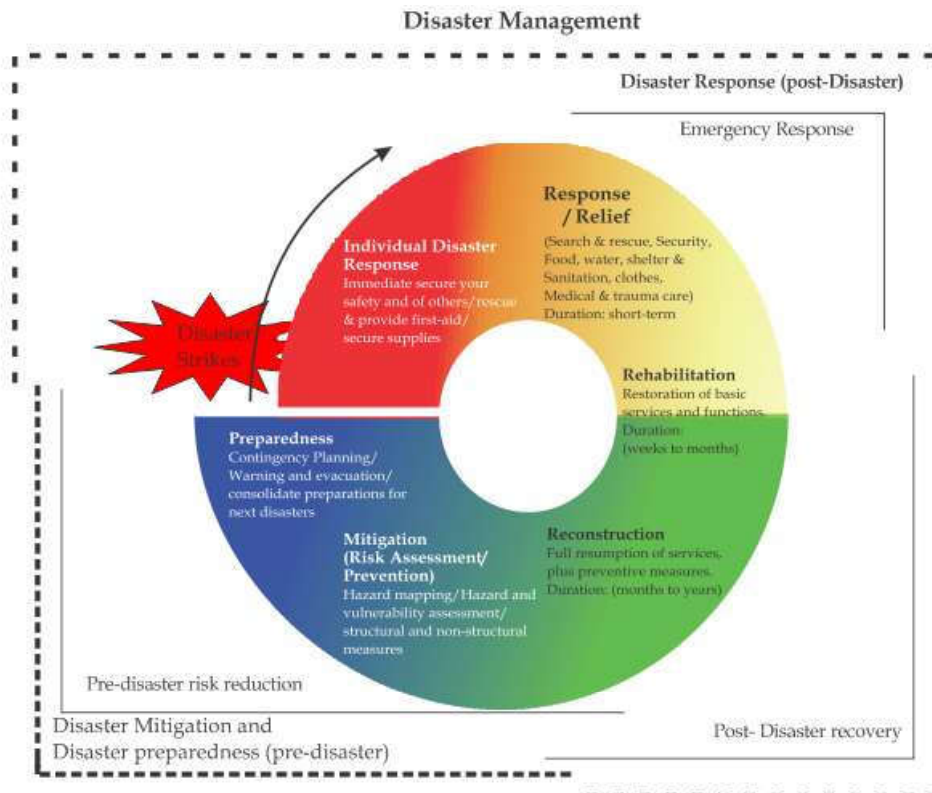 Disaster Management
Disaster Response (post-Disaster)
Emergency Response
Response
/ Relief
(Search & rescue, Security,
Food, water, shelter &
Sanitation, clothes,
Medical & trauma care)
Duration: short-term
Individual Disaster
Response
Immediate secure your
safety and of others/rescue
& provide first-aid/
secure supplies
Disaster
Strikes
Rehabilitation
Restoration of basic
services and functions.
Duration:
(weeks to months)
Preparedness
Contingency Planning/
Warning and evacuation/
consolidate preparations for
next disasters
Mitigation
(Risk Assessment/
Prevention)
Hazard mapping/Hazard and
vulnerability assessment/
structural and non-structural
measures
Reconstruction
Full resumption of services,
plus preventive measures.
Duration: (months to years)
Pre-disaster risk reduction
Disaster Mitigation and
Disaster preparedness (pre-disaster)
Post- Disaster recovery